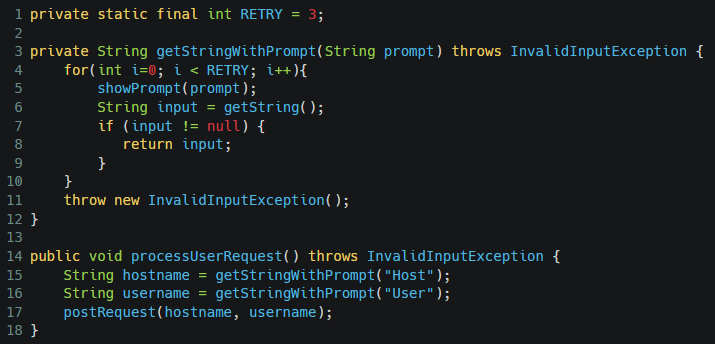 1 private static final int RETRY = 3;
2
3 private String getStringWithPrompt(String prompt) throws InvalidInputException {
4     for(int i=0; i < RETRY; i++){
5         showPrompt(prompt);
6         String input = getString();
7         if (input != null) {
8            return input;
9         }
10     }
11     throw new InvalidInputException();
12 }
13
14 public void processUserRequest() throws InvalidInputException {
15     String hostname = getStringWithPrompt("Host");
16     String username = getStringWithPrompt("User");
17     postRequest(hostname, username);
18 }